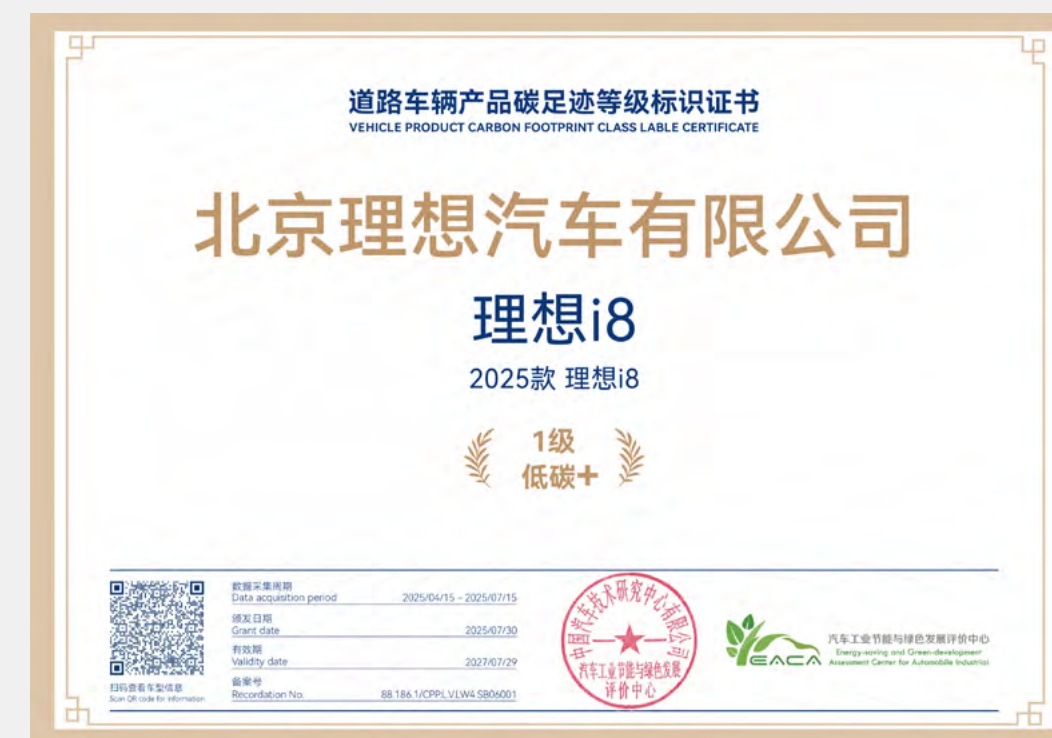 道路车辆产品碳足迹等级标识证书
VEHICLE PRODUCT CARBON FOOTPRINT CLASS LABLE CERTIFICATE
北京理想汽车有限公司
理想i8
2025款 理想i8
1级
低碳+
扫码查看车型信息
Scan QR code for information
数据采集周期
Data acquisition period 2025/04/15 - 2025/07/15
颁发日期
Grant date 2025/07/30
有效期
Validity date 2027/07/29
备案号
Recordation No. 88.186.1/CPPLVLW4 SB06001
中国汽车技术研究中心有限公司
汽车工业节能与绿色发展
评价中心
EACA
汽车工业节能与绿色发展评价中心
Energy-saving and Green-development
Assessment Center for Automobile Industrial